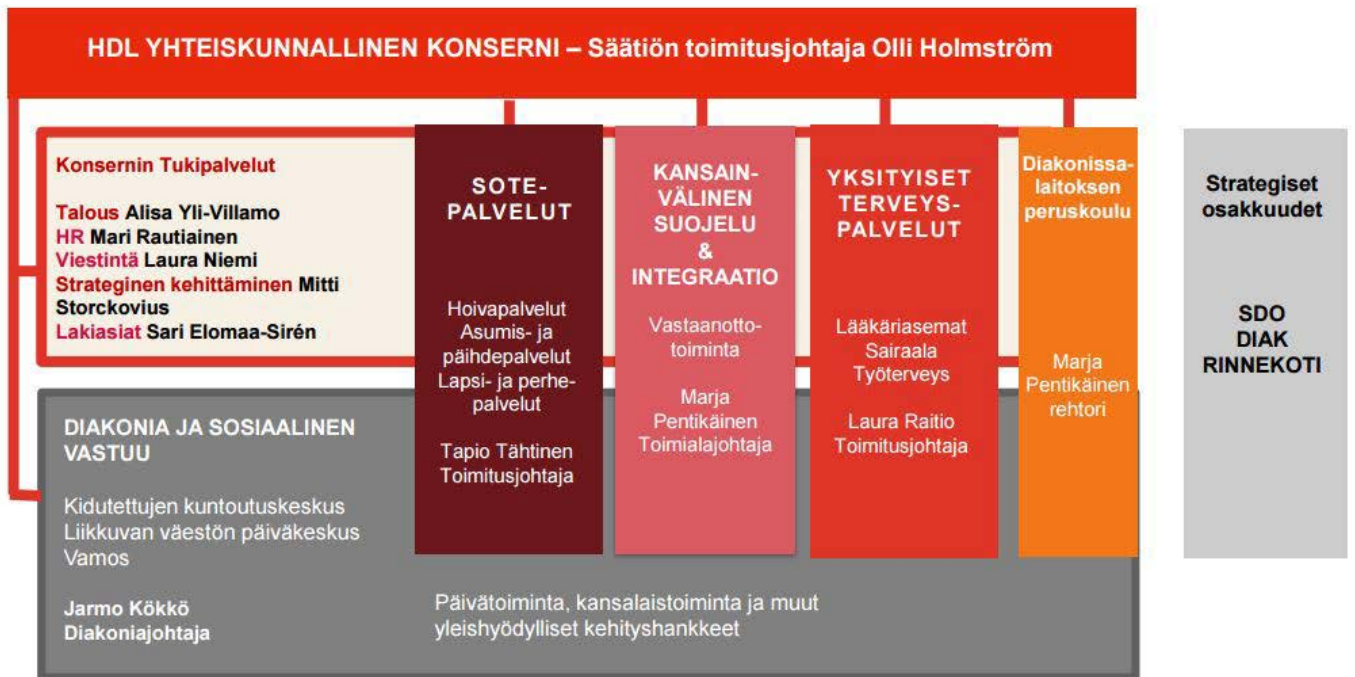 HDL YHTEISKUNNALLINEN KONSERNI – Säätiön toimitusjohtaja Olli Holmström
Konsernin Tukipalvelut
Talous Alisa Yli-Villamo
HR Mari Rautiainen
Viestintä Laura Niemi
Strateginen kehittäminen Mitti
Storckovius
Lakiasiat Sari Elomaa-Sirén
SOTE-
PALVELUT
Hoivapalvelut
Asumis- ja
päihdepalvelut
Lapsi- ja perhe-
palvelut
Tapio Tähtinen
Toimitusjohtaja
KANSAIN-
VÄLINEN
SUOJELU
&
INTEGRAATIO
Vastaanotto-
toiminta
Marja
Pentikäinen
Toimialajohtaja
YKSITYISET
TERVEYS-
PALVELUT
Lääkäriasemat
Sairaala
Työterveys
Laura Raitio
Toimitusjohtaja
Diakonissa-
laitoksen
peruskoulu
Marja
Pentikäinen
rehtori
Strategiset
osakkuudet
SDO
DIAK
RINNEKOTI
DIAKONIA JA SOSIAALINEN
VASTUU
Kidutettujen kuntoutuskeskus
Liikkuvan väestön päiväkeskus
Vamos
Jarmo Kökkö
Diakoniajohtaja
Päivätoiminta, kansalaistoiminta ja muut
yleishyödylliset kehityshankkeet